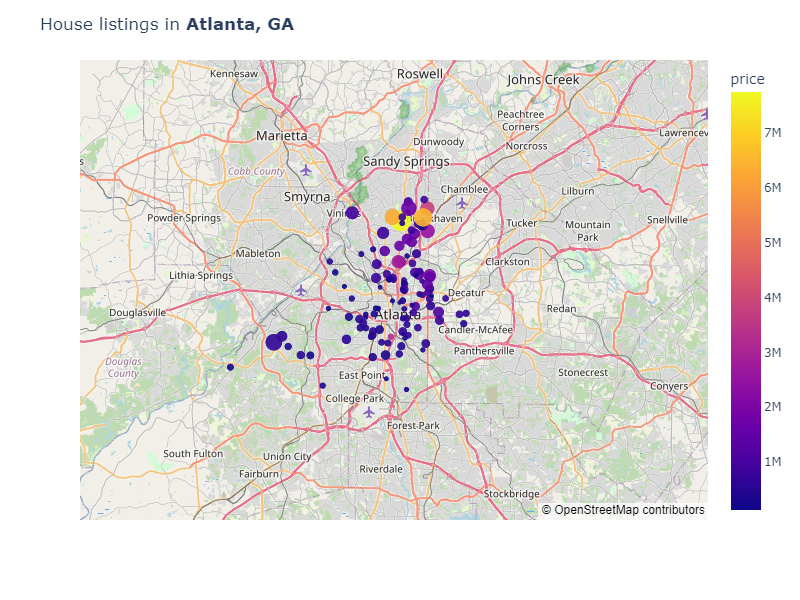 House listings in Atlanta, GA
Kennesaw
Roswell
Johns Creek
price
Marietta
Peachtree
Corners
Lawrencev
Dunwoody
Norcross
s
Sandy Springs
Cobb County
Chamblee
Lilburn
Smyrna
Powder Springs
Vinin
khaven
Tucker
Mountain
Park
Snellville
Mableton
Clarkston
Lithia Springs
Decatur
Redan
Douglasville
Atlanta
Candler-McAfee
Panthersville
Douglas
County
East Point
Stonecrest
Conyers
College Park
Forest Park
South Fulton
Union City
Fairburn
Riverdale
Stockbridge
© OpenStreetMap contributors
7M
6M
5M
4M
3M
2M
1M